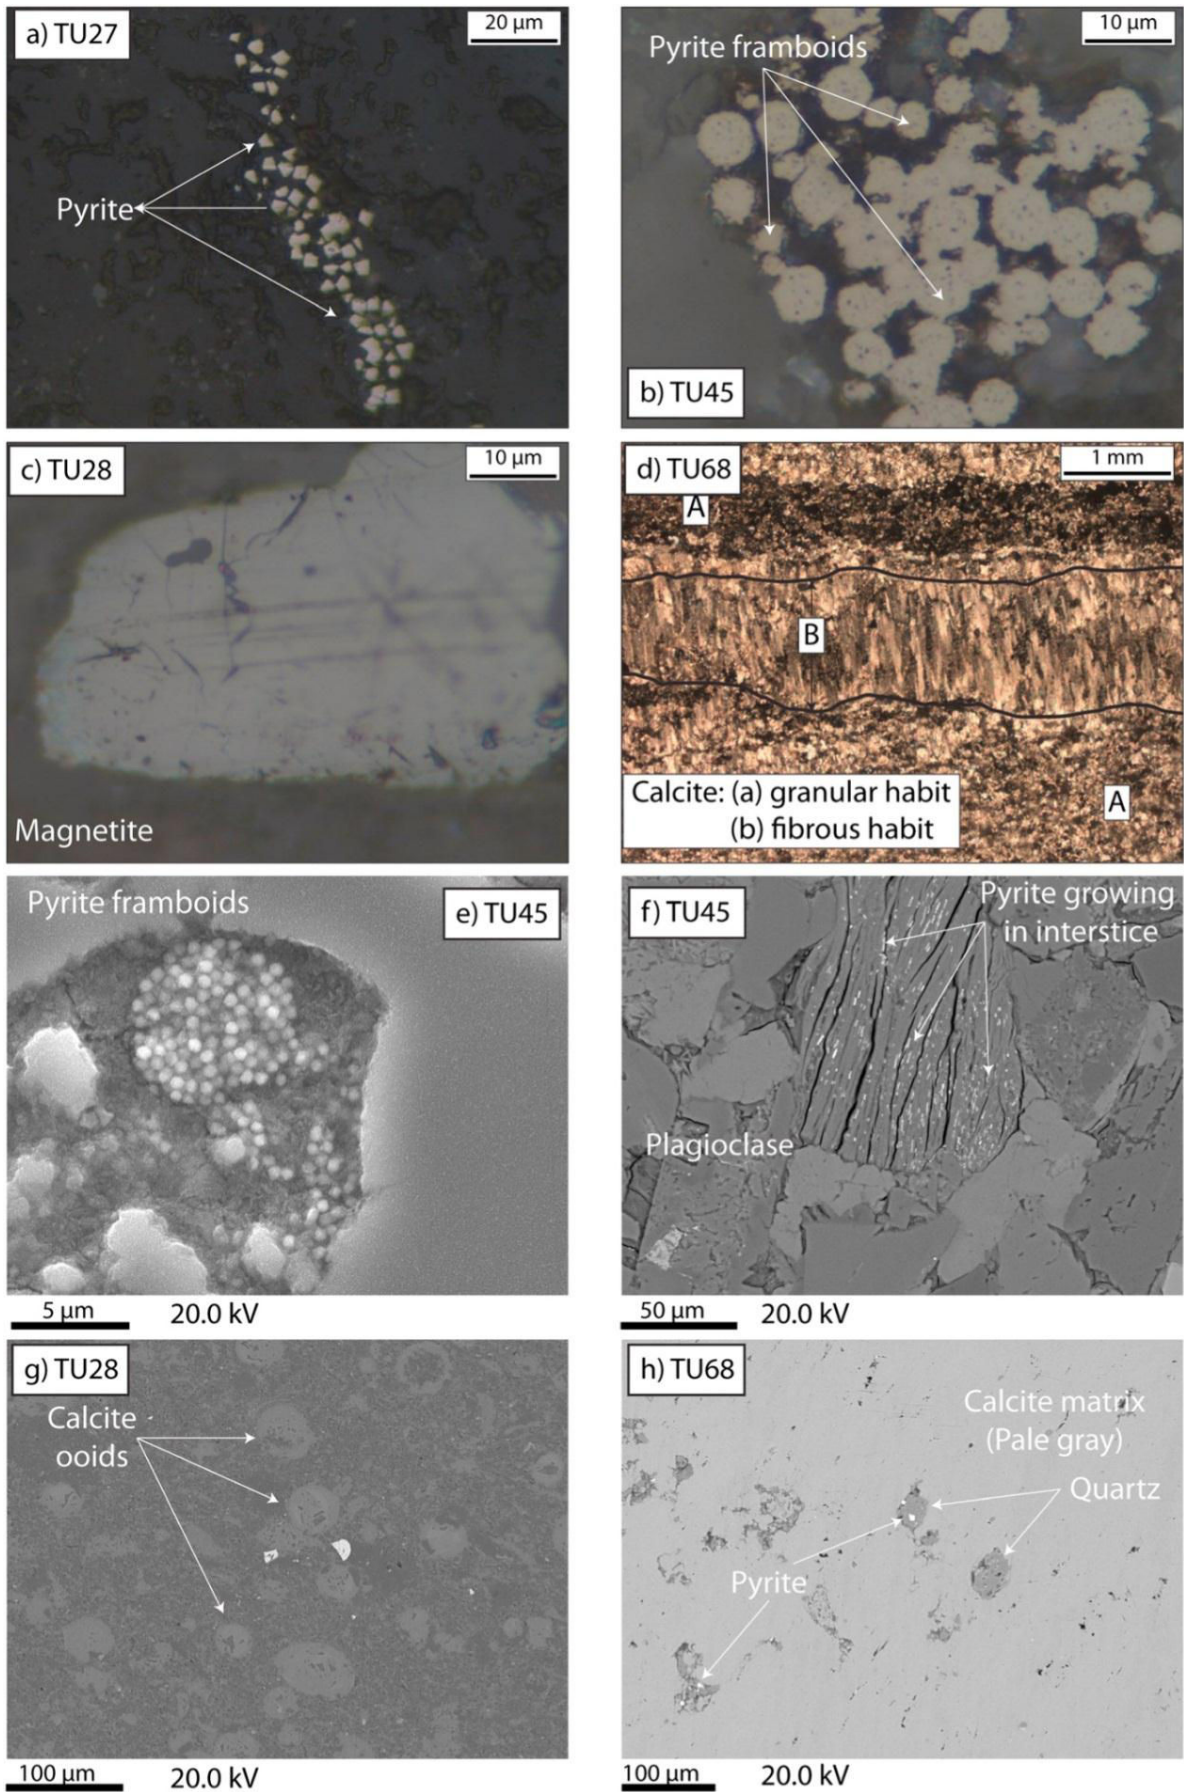 a) TU27
20 µm
Pyrite
Pyrite framboids
10 µm
b) TU45
c) TU28
10 µm
Magnetite
d) TU68
1 mm
A
B
A
Calcite: (a) granular habit
(b) fibrous habit
Pyrite framboids
e) TU45
5 µm
20.0 kV
f) TU45
Pyrite growing
in interstice
Plagioclase
50 µm
20.0 kV
g) TU28
Calcite
ooids
100 µm
20.0 kV
h) TU68
Calcite matrix
(Pale gray)
Quartz
Pyrite
100 µm
20.0 kV